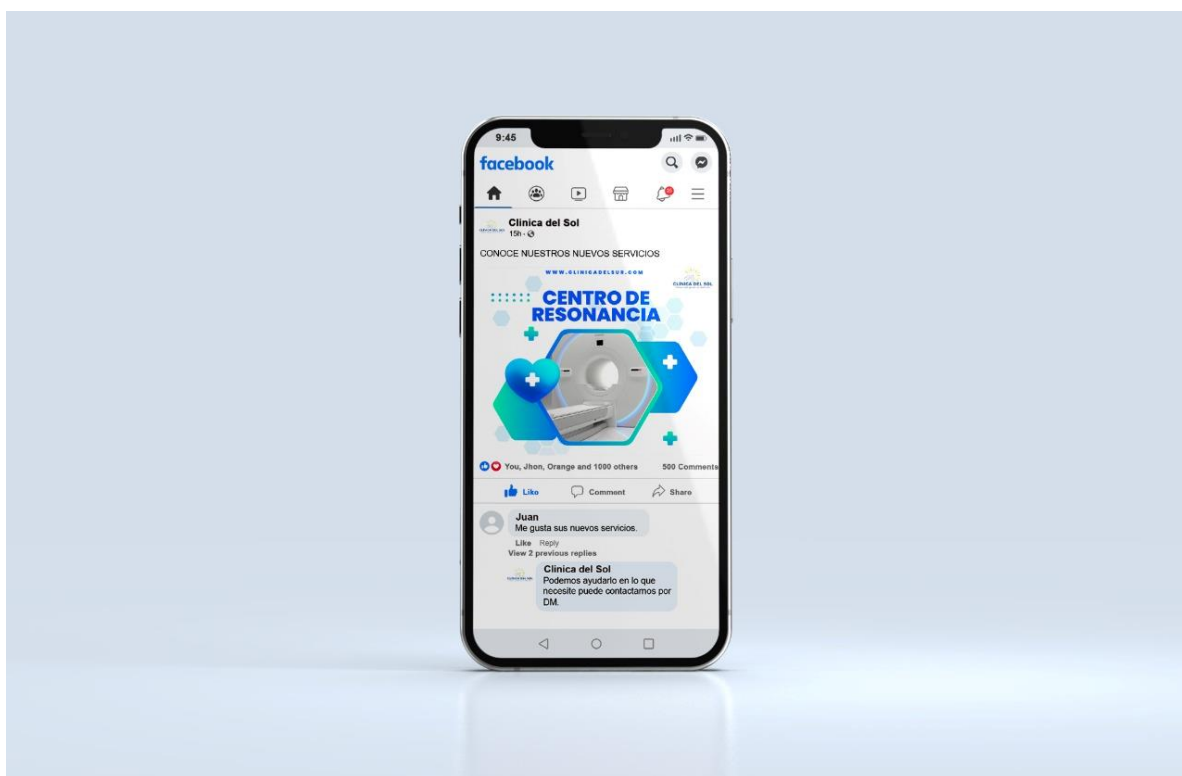 9:45
facebook
Clinica del Sol
15h
CONOCE NUESTROS NUEVOS SERVICIOS
WWW.CLINICADELSUR.COM
CLINICA DEL SOL
CENTRO DE
RESONANCIA
You, Jhon, Orange and 1000 others 500 Comments
Like Comment Share
Juan
Me gusta sus nuevos servicios.
Like Reply
View 2 previous replies
Clinica del Sol
Podemos ayudarlo en lo que
necesite puede contactarnos por
DM.